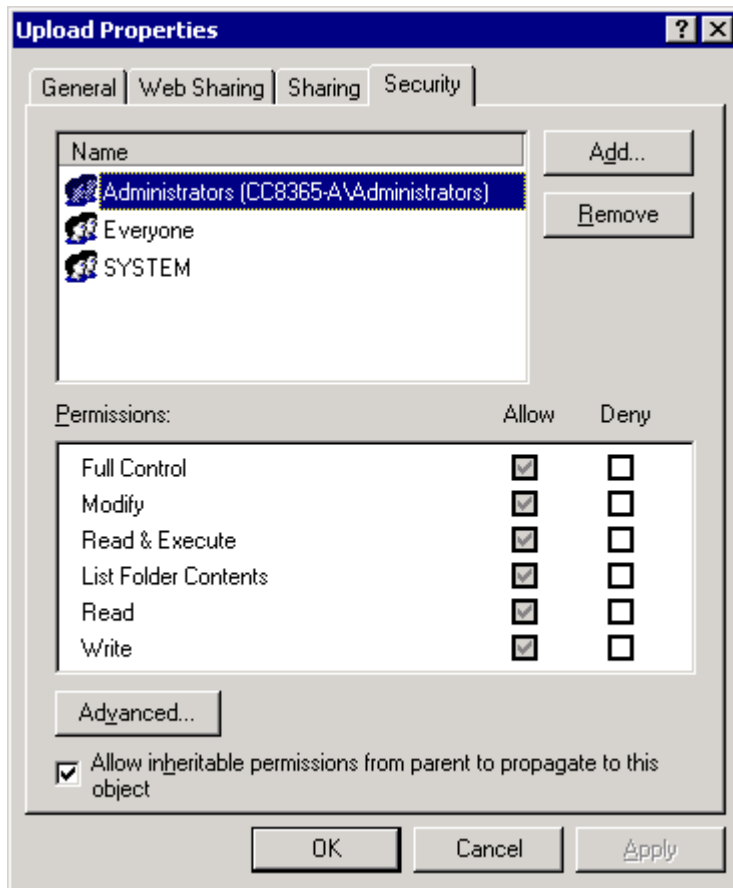 Upload Properties
General Web Sharing Sharing Security
Name
Add...
Administrators (CC8365-A\Administrators)
Remove
Everyone
SYSTEM
Permissions: Allow Deny
Full Control
Modify
Read & Execute
List Folder Contents
Read
Write
Advanced...
Allow inheritable permissions from parent to propagate to this
object
OK Cancel Apply